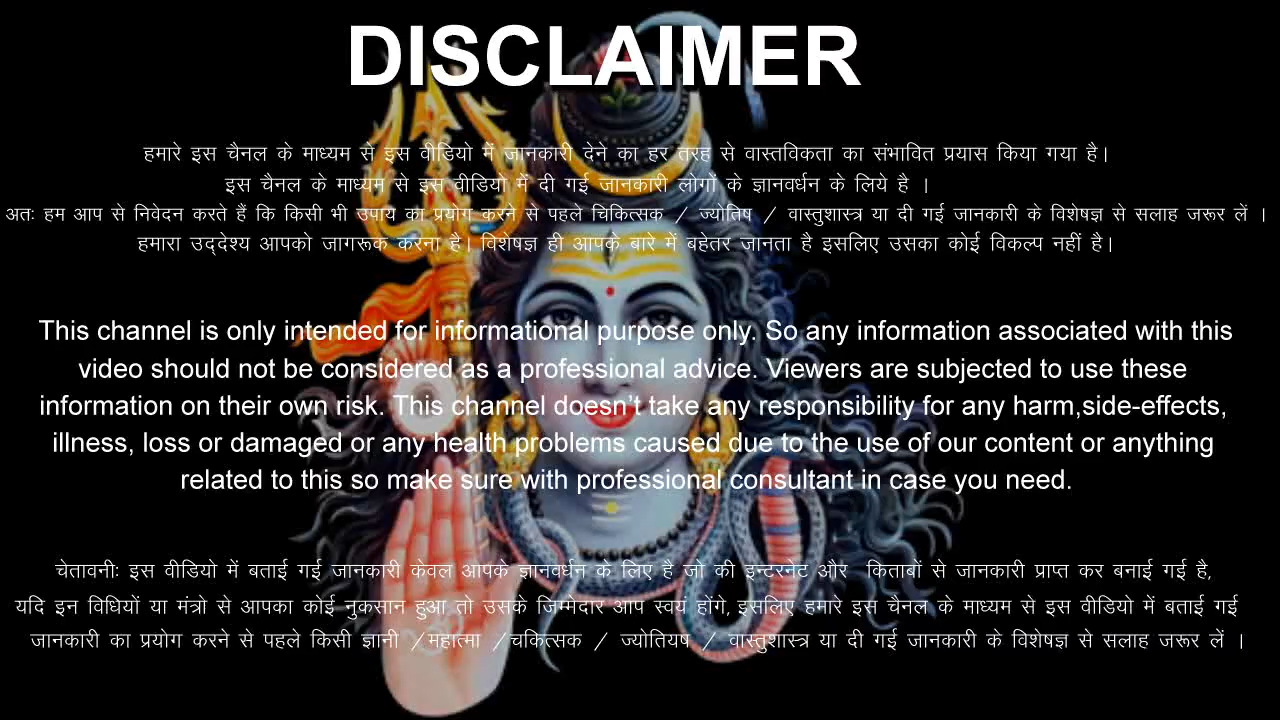 DISCLAIMER
हमारे इस चैनल के माध्यम से इस वीडियो में जानकारी देने का हर तरह से वास्तविकता का संभावित प्रयास किया गया है।
इस चैनल के माध्यम से इस वीडियो में दी गई जानकारी लोगों के ज्ञानवर्धन के लिये है ।
अतः हम आप से निवेदन करते हैं कि किसी भी उपाय का प्रयोग करने से पहले चिकित्सक / ज्योतिष / वास्तुशास्त्र या दी गई जानकारी के विशेषज्ञ से सलाह जरूर लें ।
हमारा उद्देश्य आपको जागरूक करना है। विशेषज्ञ ही आपके बारे में बहेतर जानता है इसलिए उसका कोई विकल्प नहीं है।
This channel is only intended for informational purpose only. So any information associated with this
video should not be considered as a professional advice. Viewers are subjected to use these
information on their own risk. This channel doesn't take any responsibility for any harm,side-effects,
illness, loss or damaged or any health problems caused due to the use of our content or anything
related to this so make sure with professional consultant in case you need.
चेतावनीः इस वीडियो में बताई गई जानकारी केवल आपके ज्ञानवर्धन के लिए है जो की इन्टरनेट और किताबों से जानकारी प्राप्त कर बनाई गई है,
यदि इन विधियों या मंत्रो से आपका कोई नुकसान हुआ तो उसके जिम्मेदार आप स्वयं होंगे, इसलिए हमारे इस चैनल के माध्यम से इस वीडियो में बताई गई
जानकारी का प्रयोग करने से पहले किसी ज्ञानी /महात्मा /चकित्सक / ज्योतियष / वास्तुशास्त्र या दी गई जानकारी के विशेषज्ञ से सलाह जरूर लें ।